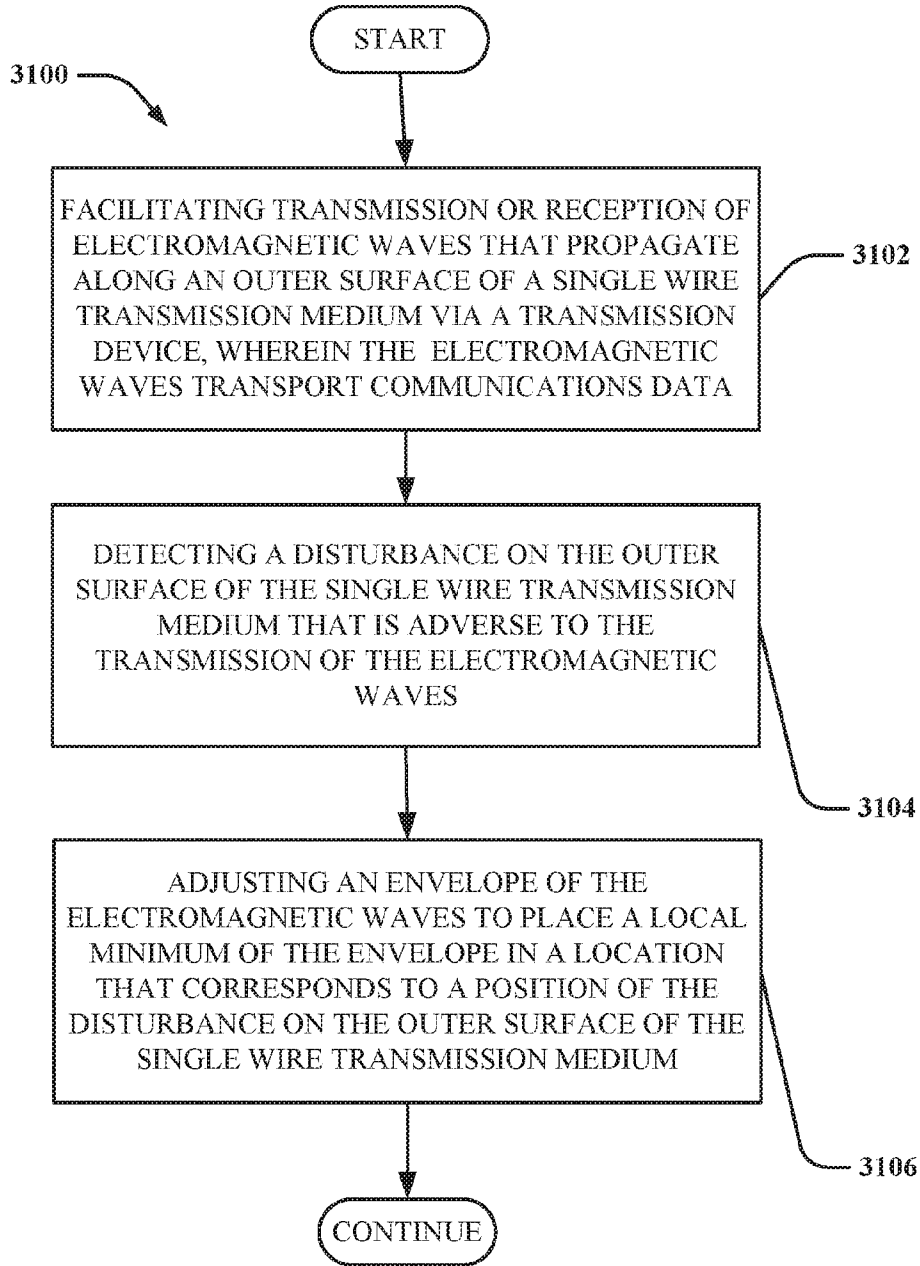 START
3100
FACILITATING TRANSMISSION OR RECEPTION OF
ELECTROMAGNETIC WAVES THAT PROPAGATE
ALONG AN OUTER SURFACE OF A SINGLE WIRE
TRANSMISSION MEDIUM VIA A TRANSMISSION
DEVICE, WHEREIN THE ELECTROMAGNETIC
WAVES TRANSPORT COMMUNICATIONS DATA
3102
DETECTING A DISTURBANCE ON THE OUTER
SURFACE OF THE SINGLE WIRE TRANSMISSION
MEDIUM THAT IS ADVERSE TO THE
TRANSMISSION OF THE ELECTROMAGNETIC
WAVES
3104
ADJUSTING AN ENVELOPE OF THE
ELECTROMAGNETIC WAVES TO PLACE A LOCAL
MINIMUM OF THE ENVELOPE IN A LOCATION
THAT CORRESPONDS TO A POSITION OF THE
DISTURBANCE ON THE OUTER SURFACE OF THE
SINGLE WIRE TRANSMISSION MEDIUM
3106
CONTINUE